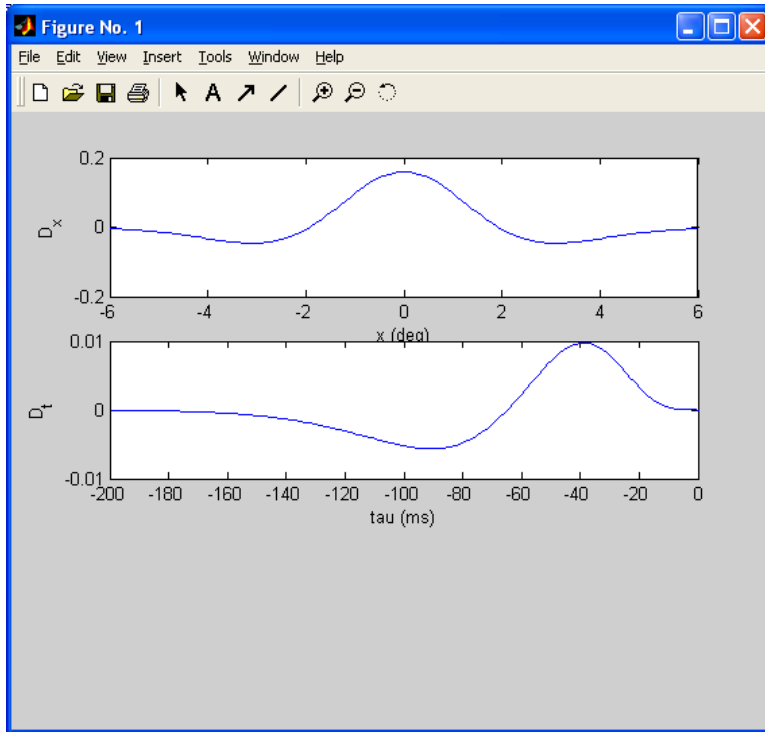 Figure No. 1
File Edit View Insert Tools Window Help
A
0.2
0
-0.2
D_x
-6 -4 -2 0 2 4 6
x (deg)
0.01
0
-0.01
D_t
-200 -180 -160 -140 -120 -100 -80 -60 -40 -20 0
tau (ms)